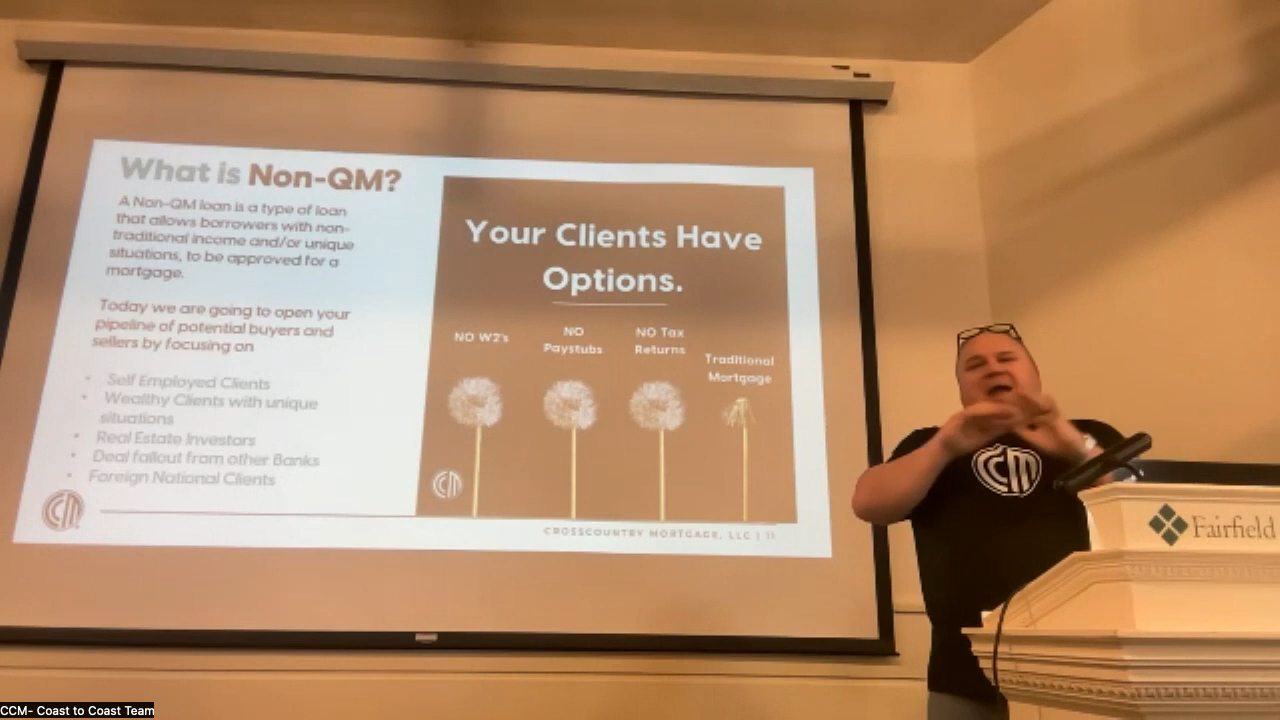 What is Non-QM?
A Non-QM loan is a type of loan
that allows borrowers with non-
traditional income and/or unique
situations, to be approved for a
mortgage.
Today we are going to open your
pipeline of potential buyers and
sellers by focusing on
• Self Employed Clients
• Wealthy Clients with unique
situations
• Real Estate Investors
• Deal fallout from other Banks
• Foreign National Clients
CM
Your Clients Have
Options.
NO W2's
NO
Paystubs
NO Tax
Returns
Traditional
Mortgage
CM
CROSSCOUNTRY MORTGAGE, LLC |
CM
Fairfield
CCM- Coast to Coast Team